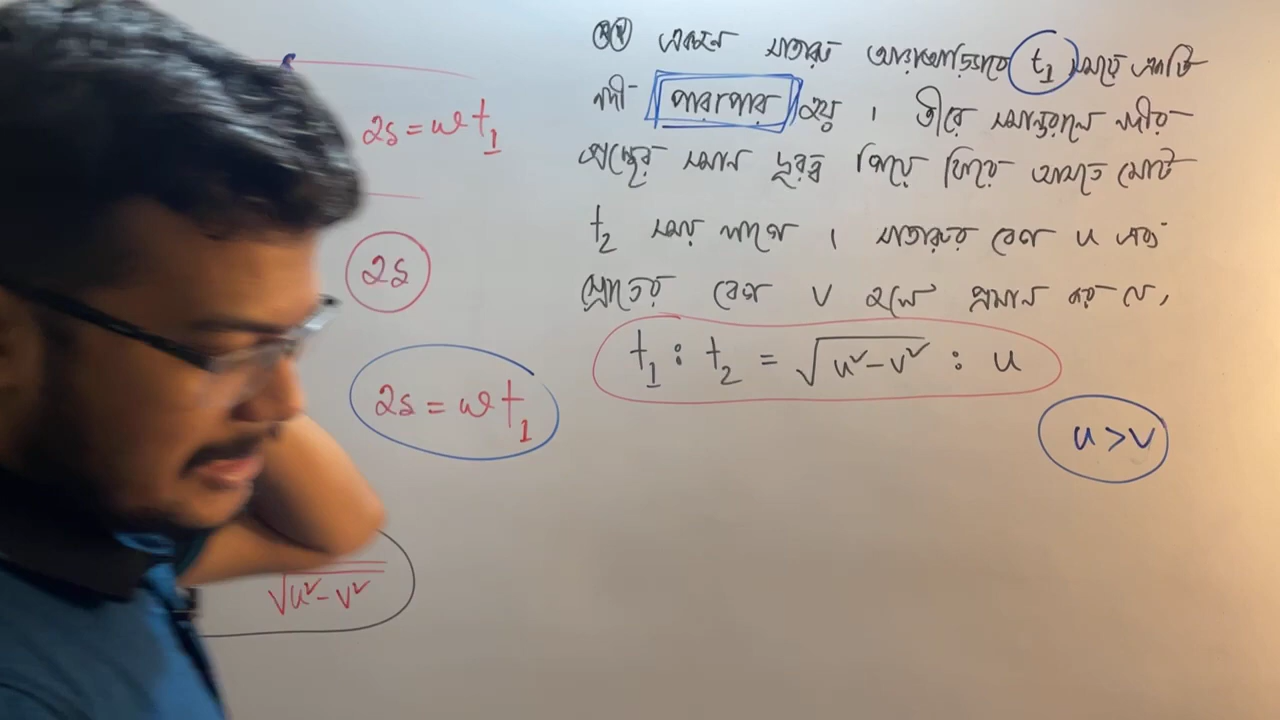 একজন সাতারু আড়াআড়িভাবে t₁ সময়ে একটি
নদী পারাপার হয় । তীরে সমান্তরালে নদীর
প্রস্থের সমান দূরত্ব গিয়ে ফিরে আসতে মোট
t₂ সময় লাগে । সাতারুর বেগ u এবং
স্রোতের বেগ v হলে প্রমাণ কর যে,
t₁ : t₂ = √(u²-v²) : u
u > v
2s = wt₁
2s
2s = wt₁
√(u²-v²)